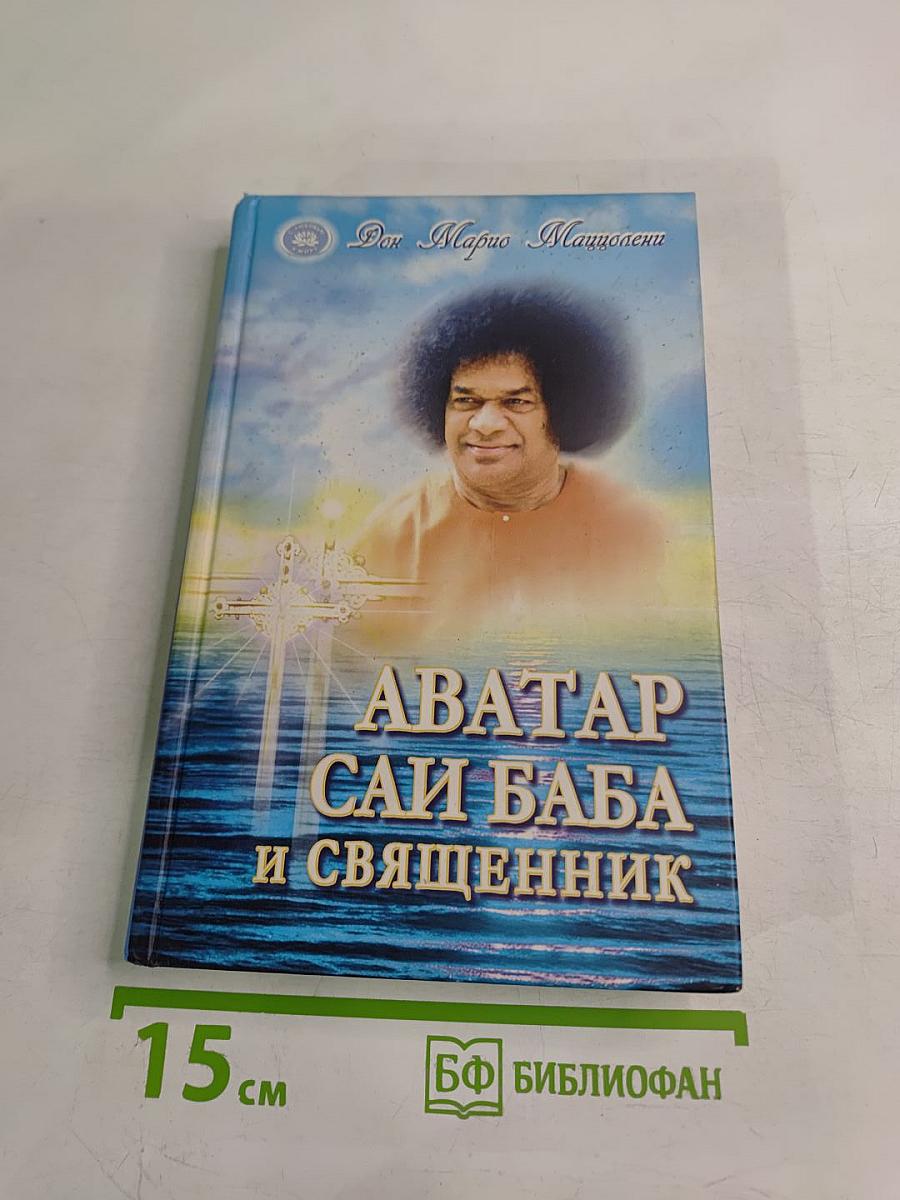 Дон Марио Маццолени
АВАТАР
САИ БАБА
И СВЯЩЕННИК
15 см
БФ БИБЛИОФАН